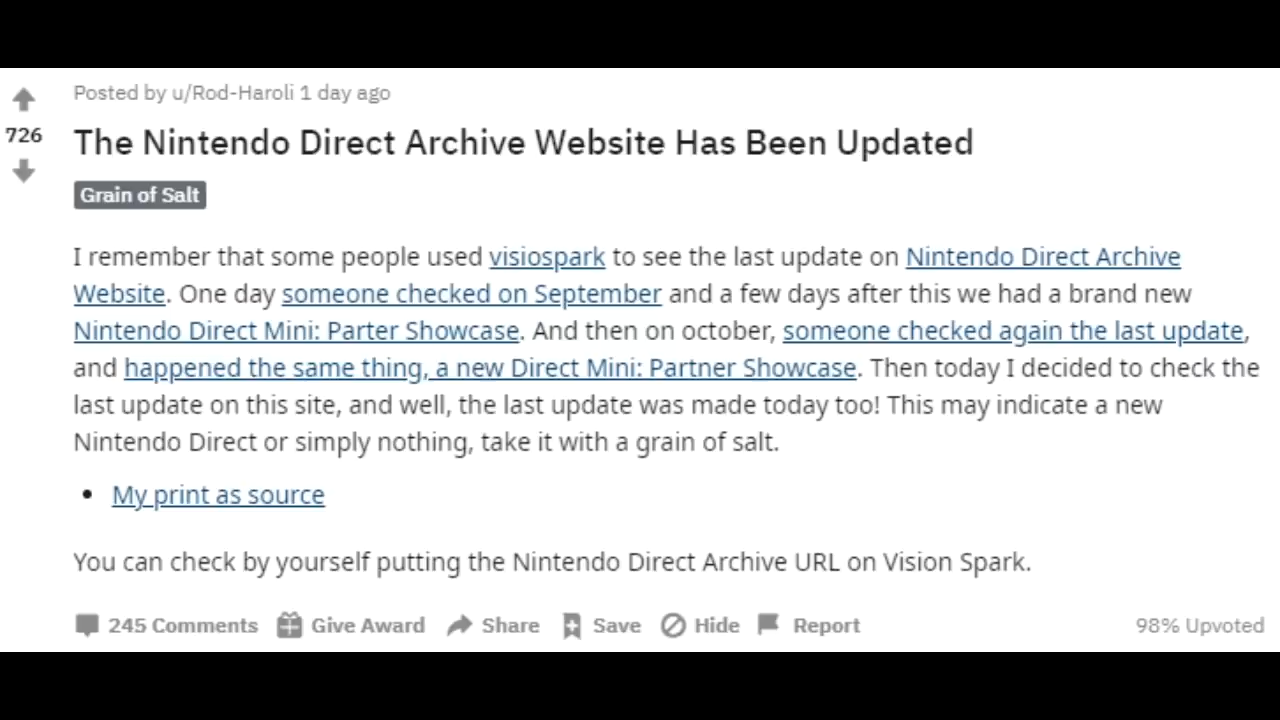 Posted by u/Rod-Haroli 1 day ago
726
The Nintendo Direct Archive Website Has Been Updated
Grain of Salt
I remember that some people used visiospark to see the last update on Nintendo Direct Archive
Website. One day someone checked on September and a few days after this we had a brand new
Nintendo Direct Mini: Parter Showcase. And then on october, someone checked again the last update,
and happened the same thing, a new Direct Mini: Partner Showcase. Then today I decided to check the
last update on this site, and well, the last update was made today too! This may indicate a new
Nintendo Direct or simply nothing, take it with a grain of salt.
• My print as source
You can check by yourself putting the Nintendo Direct Archive URL on Vision Spark.
245 Comments Give Award Share Save Hide Report 98% Upvoted